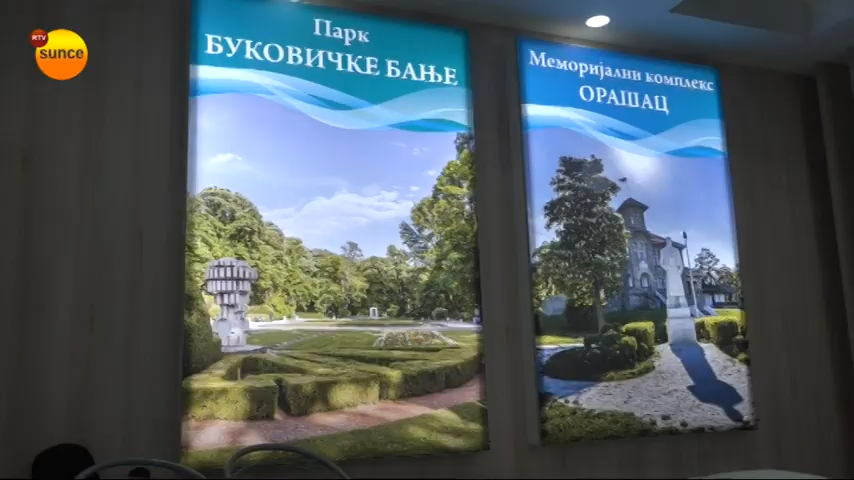 RTV
sunce
Парк
БУКОВИЧКЕ БАЊЕ
Меморијални комплекс
ОРАШАЦ